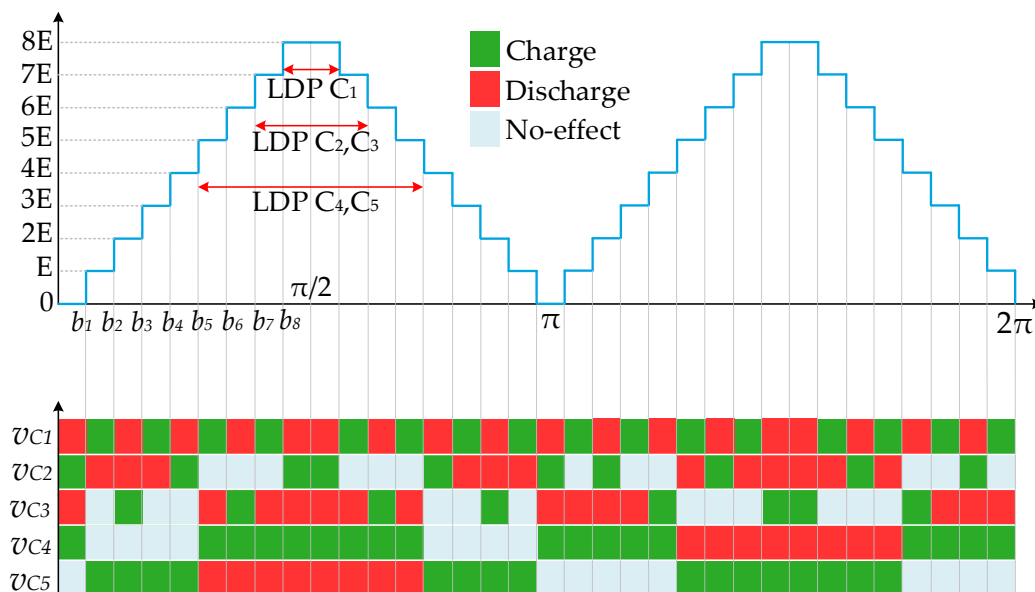 8E
7E
6E
5E
4E
3E
2E
E
0
Charge
Discharge
No-effect
LDP C₁
LDP C₂,C₃
LDP C₄,C₅
π/2
b₁ b₂ b₃ b₄ b₅ b₆ b₇ b₈
π
2π
vC1
vC2
vC3
vC4
vC5